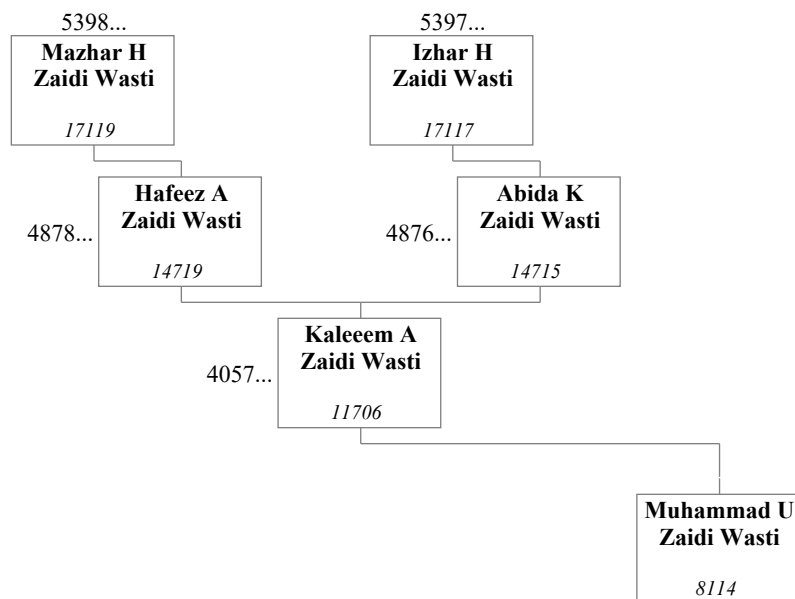 5398...
5397...
Mazhar H
Zaidi Wasti
17119
Izhar H
Zaidi Wasti
17117
4878...
Hafeez A
Zaidi Wasti
14719
4876...
Abida K
Zaidi Wasti
14715
4057...
Kaleeem A
Zaidi Wasti
11706
Muhammad U
Zaidi Wasti
8114